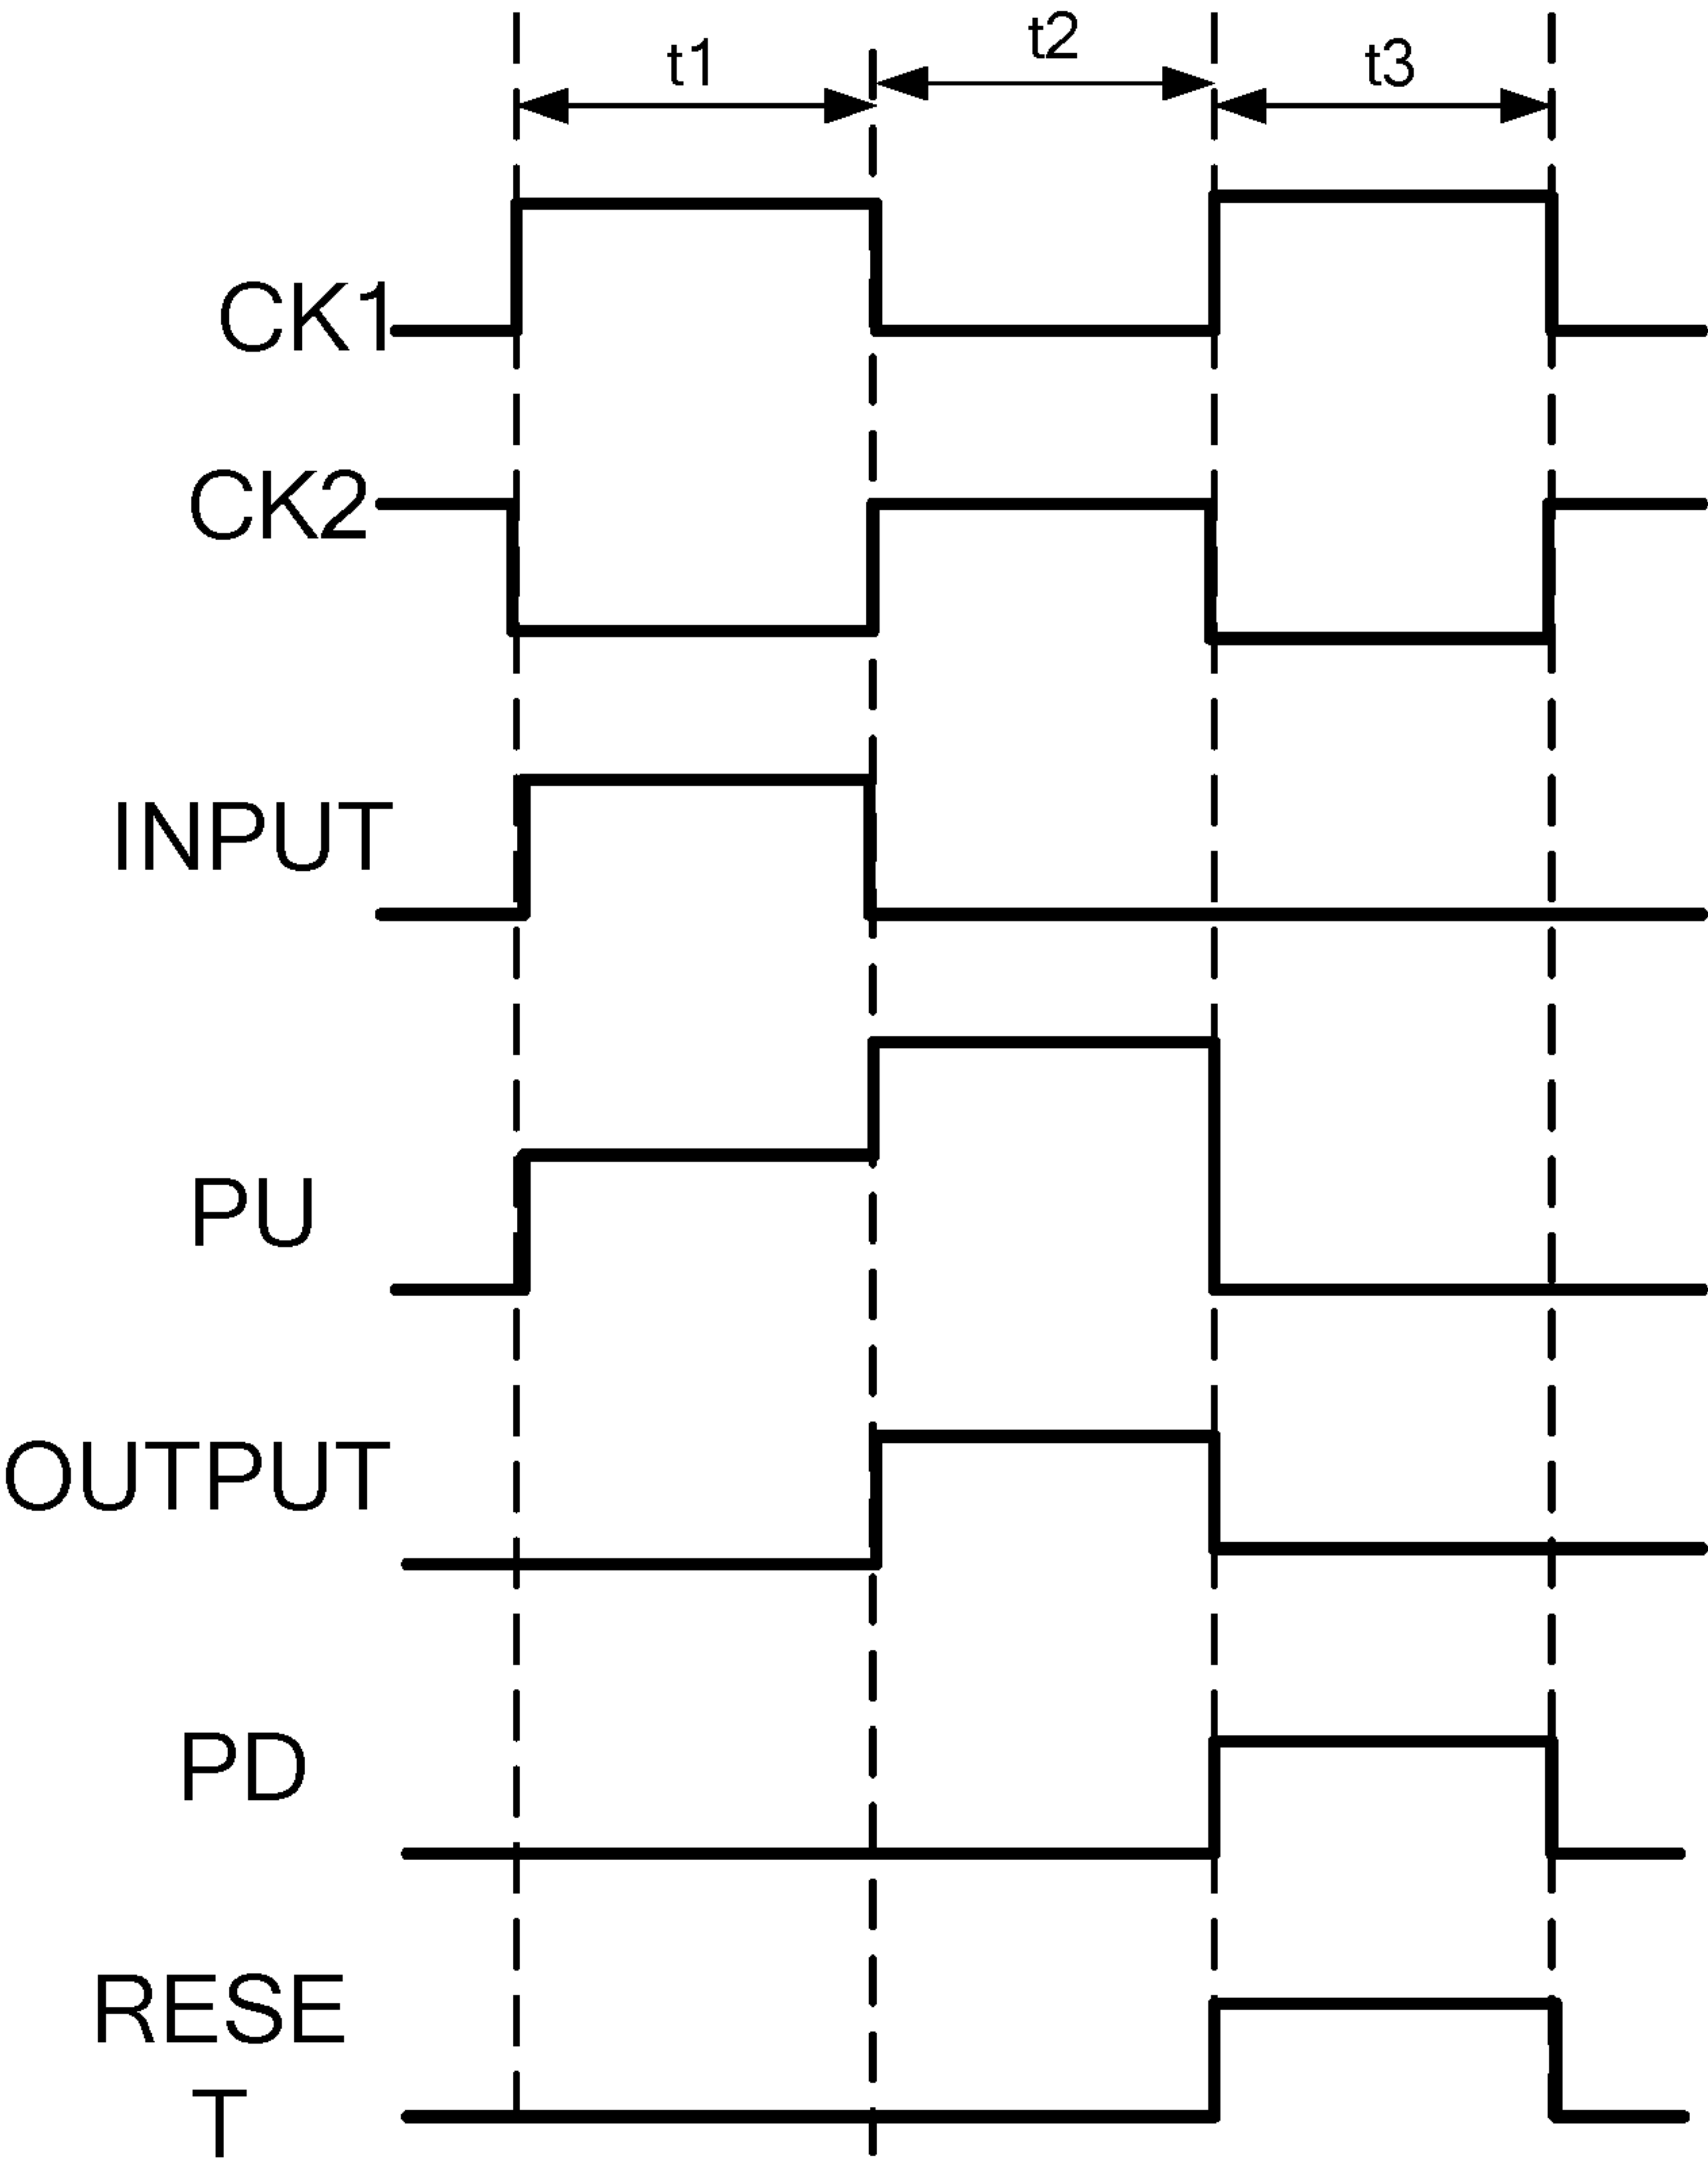 t1
t2
t3
CK1
CK2
INPUT
PU
OUTPUT
PD
RESE
T